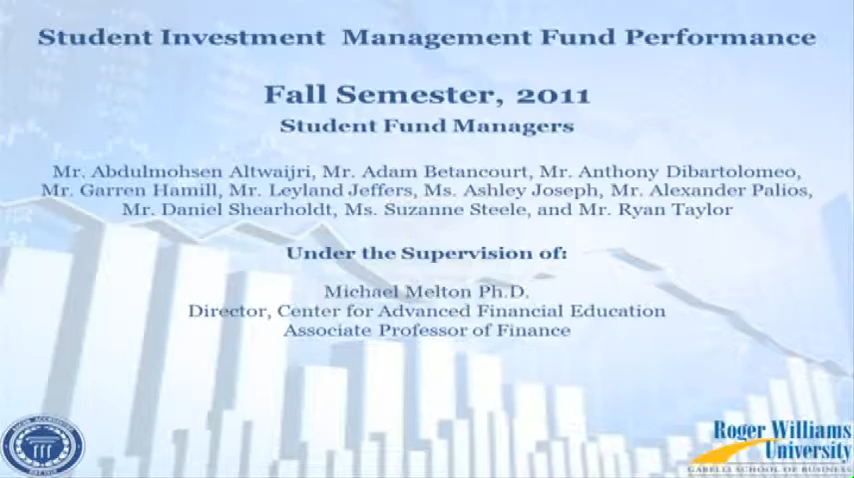 Student Investment Management Fund Performance
Fall Semester, 2011
Student Fund Managers
Mr. Abdulmohsen Altwaijri, Mr. Adam Betancourt, Mr. Anthony Dibartolomeo,
Mr. Garren Hamill, Mr. Leyland Jeffers, Ms. Ashley Joseph, Mr. Alexander Palios,
Mr. Daniel Shearholdt, Ms. Suzanne Steele, and Mr. Ryan Taylor
Under the Supervision of:
Michael Melton Ph.D.
Director, Center for Advanced Financial Education
Associate Professor of Finance
Roger Williams
University
GABELLI SCHOOL OF BUSINESS